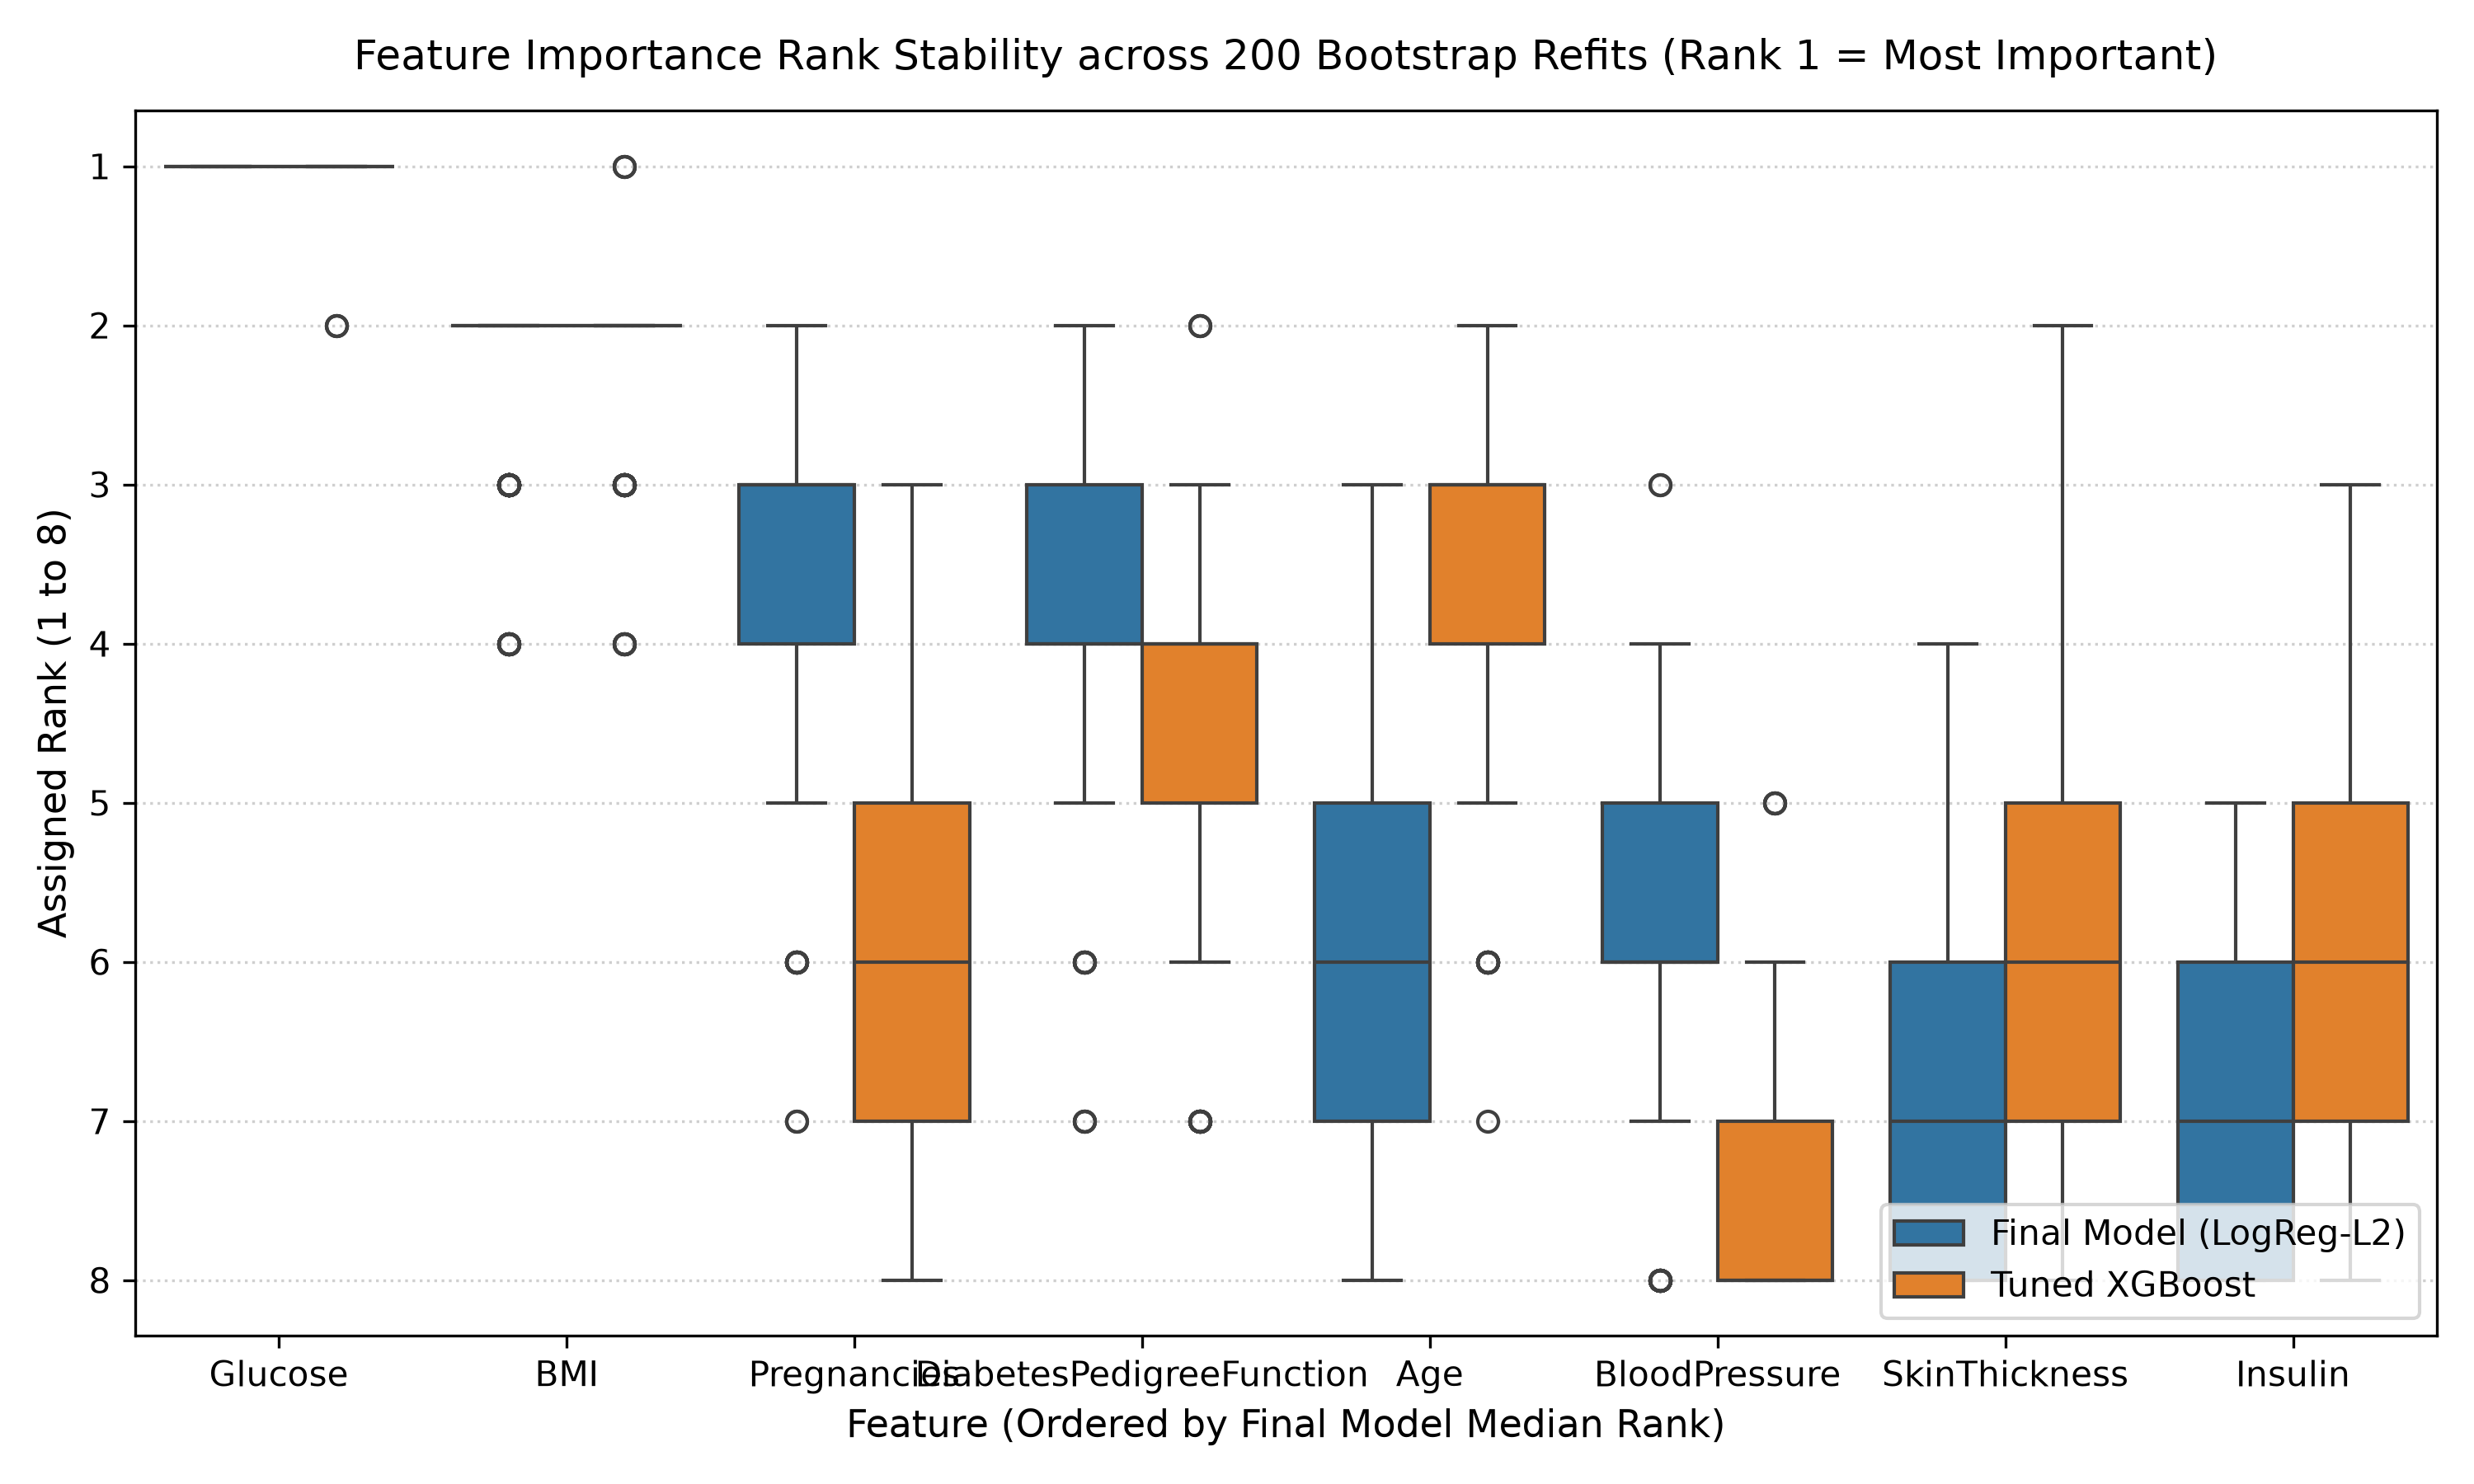 Feature Importance Rank Stability across 200 Bootstrap Refits (Rank 1 = Most Important)
Assigned Rank (1 to 8)
1
2
3
4
5
6
7
8
Final Model (LogReg-L2)
Tuned XGBoost
Glucose BMI Pregnancies DiabetesPedigreeFunction Age BloodPressure SkinThickness Insulin
Feature (Ordered by Final Model Median Rank)